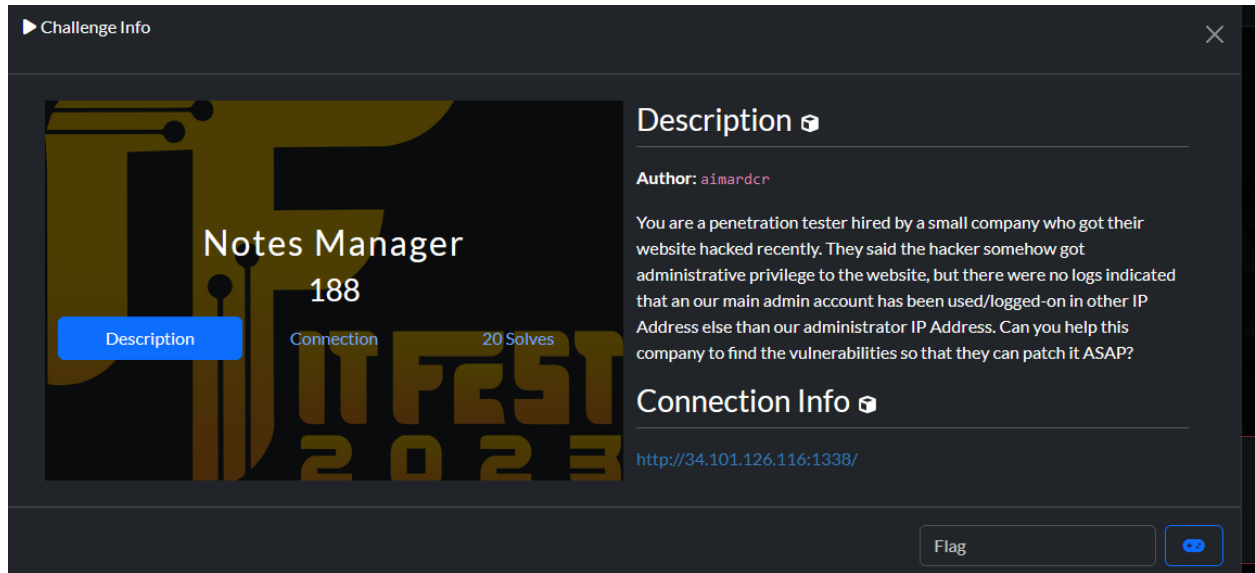 Challenge Info
Notes Manager
188
Description
Connection
20 Solves
IT FEST
2023
Description
Author: aimardcr
You are a penetration tester hired by a small company who got their
website hacked recently. They said the hacker somehow got
administrative privilege to the website, but there were no logs indicated
that an our main admin account has been used/logged-on in other IP
Address else than our administrator IP Address. Can you help this
company to find the vulnerabilities so that they can patch it ASAP?
Connection Info
http://34.101.126.116:1338/
Flag